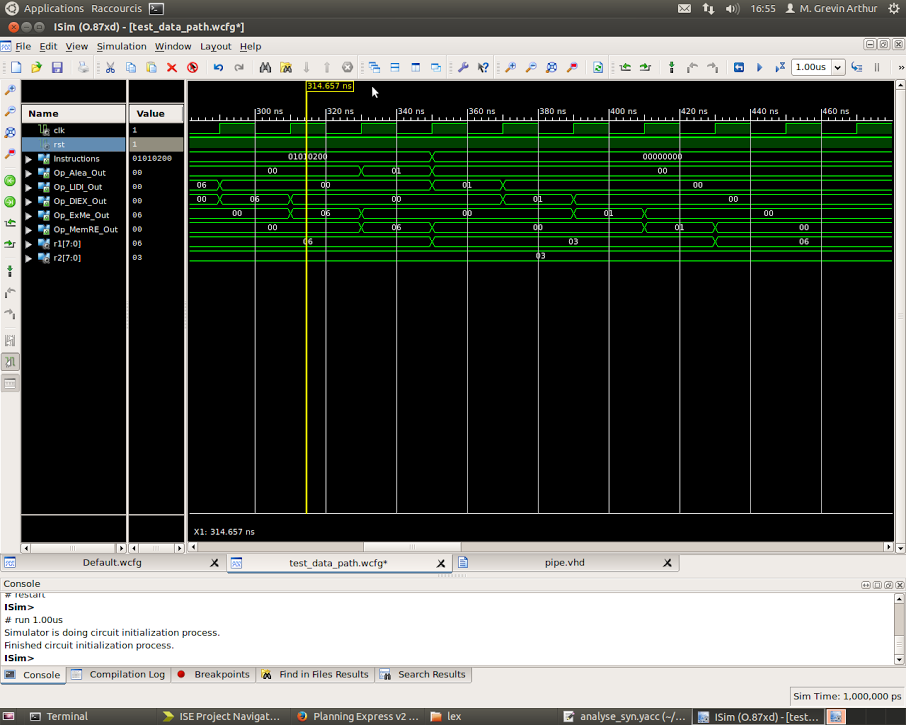 Applications Raccourcis 16:55 M. Grevin Arthur
ISim (O.87xd) - [test_data_path.wcfg*]
File Edit View Simulation Window Layout Help
1.00us »
314.657 ns
Name Value 300 ns 320 ns 340 ns 360 ns 380 ns 400 ns 420 ns 440 ns 460 ns
clk 1
rst 1
Instructions 01010200 01010200 00000000
Op_Alea_Out 00 00 01 00
Op_LIDI_Out 00 06 00 01 00
Op_DIEX_Out 00 00 06 00 01 00
Op_ExMe_Out 06 00 06 00 01 00
Op_MemRE_Out 00 00 06 00 01 00
r1[7:0] 06 06 03 06
r2[7:0] 03 03
X1: 314.657 ns
Default.wcfg test_data_path.wcfg* pipe.vhd
Console
# restart
ISim>
# run 1.00us
Simulator is doing circuit initialization process.
Finished circuit initialization process.
ISim>
Console Compilation Log Breakpoints Find in Files Results Search Results
Sim Time: 1,000,000 ps
Terminal ISE Project Navigat... Planning Express v2 ... lex analyse_syn.yacc (~/... ISim (O.87xd) - [test...